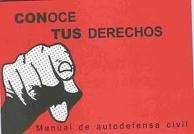 CONOCE
TUS DERECHOS
Manual de autodefensa civil